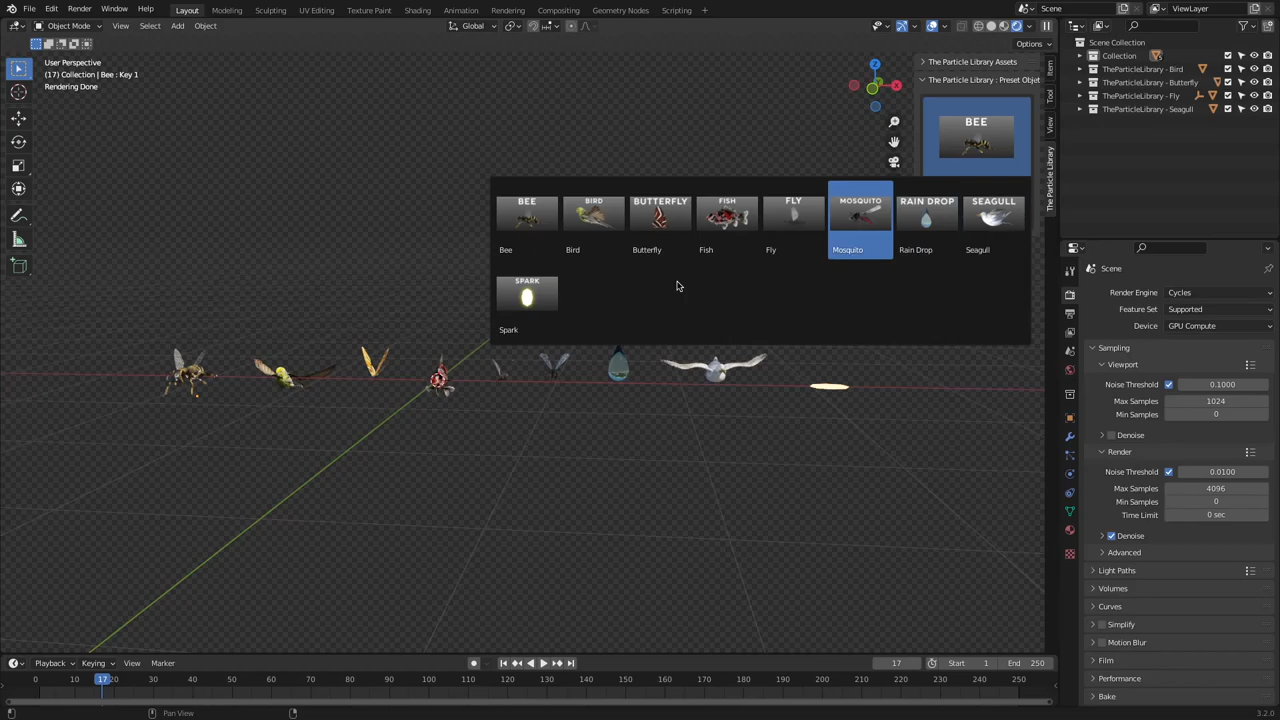 File Edit Render Window Help Layout Modeling Sculpting UV Editing Texture Paint Shading Animation Rendering Compositing Geometry Nodes Scripting + Scene ViewLayer
Object Mode View Select Add Object Global
Options
User Perspective
(17) Collection | Bee : Key 1
Rendering Done
Z
X
The Particle Library Assets
The Particle Library : Preset Objet
BEE
Item
Tool
View
The Particle Library
BEE BIRD BUTTERFLY FISH FLY MOSQUITO RAIN DROP SEAGULL
Bee Bird Butterfly Fish Fly Mosquito Rain Drop Seagull
SPARK
Spark
Scene Collection
Collection
TheParticleLibrary - Bird
TheParticleLibrary - Butterfly
TheParticleLibrary - Fly
TheParticleLibrary - Seagull
Scene
Render Engine Cycles
Feature Set Supported
Device GPU Compute
Sampling
Viewport
Noise Threshold 0.1000
Max Samples 1024
Min Samples 0
Denoise
Render
Noise Threshold 0.0100
Max Samples 4096
Min Samples 0
Time Limit 0 sec
Denoise
Advanced
Light Paths
Volumes
Curves
Simplify
Motion Blur
Film
Performance
Bake
Playback Keying View Marker 17 Start 1 End 250
0 10 17 20 30 40 50 60 70 80 90 100 110 120 130 140 150 160 170 180 190 200 210 220 230 240 250
Pan View 3.2.0